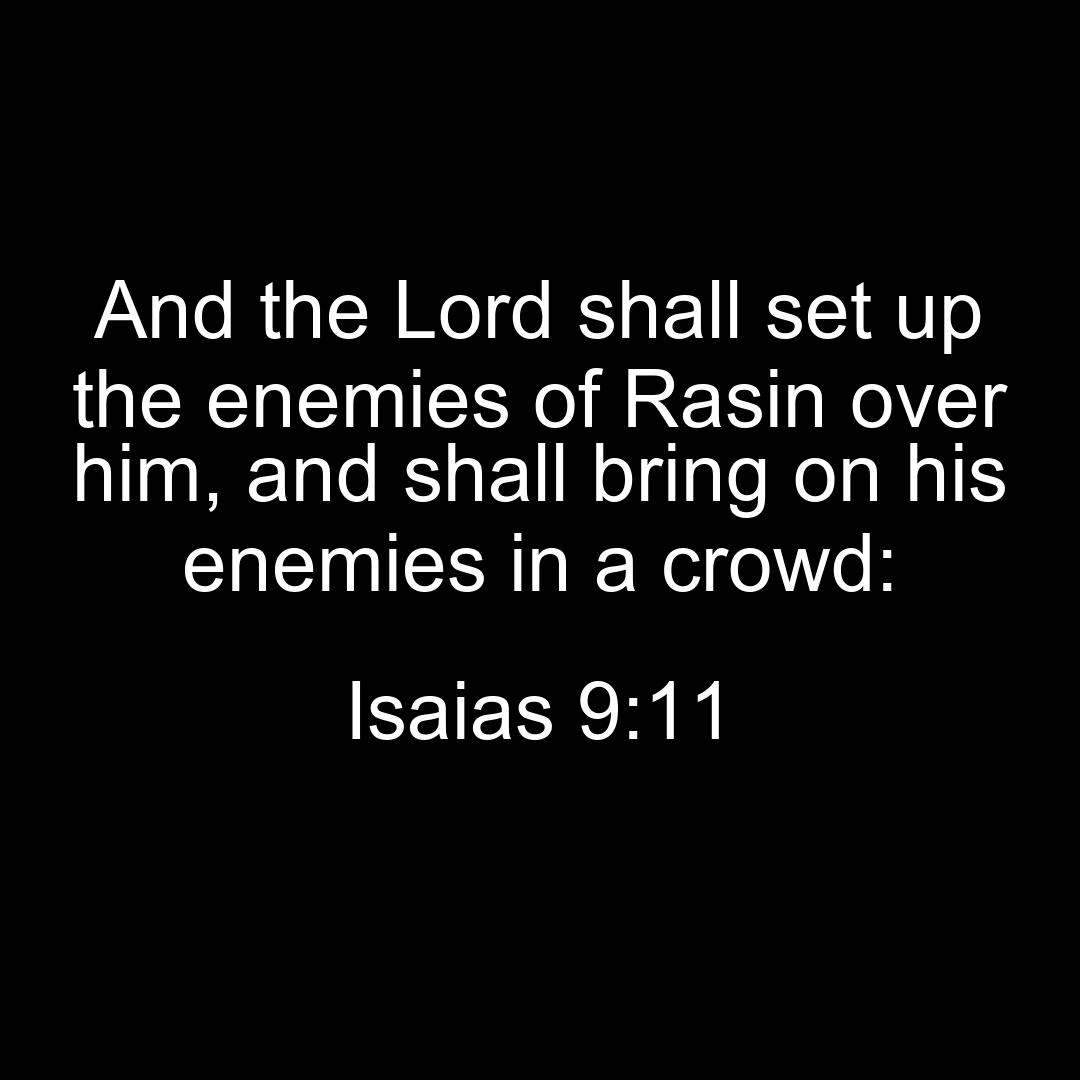 And the Lord shall set up
the enemies of Rasin over
him, and shall bring on his
enemies in a crowd:
Isaias 9:11